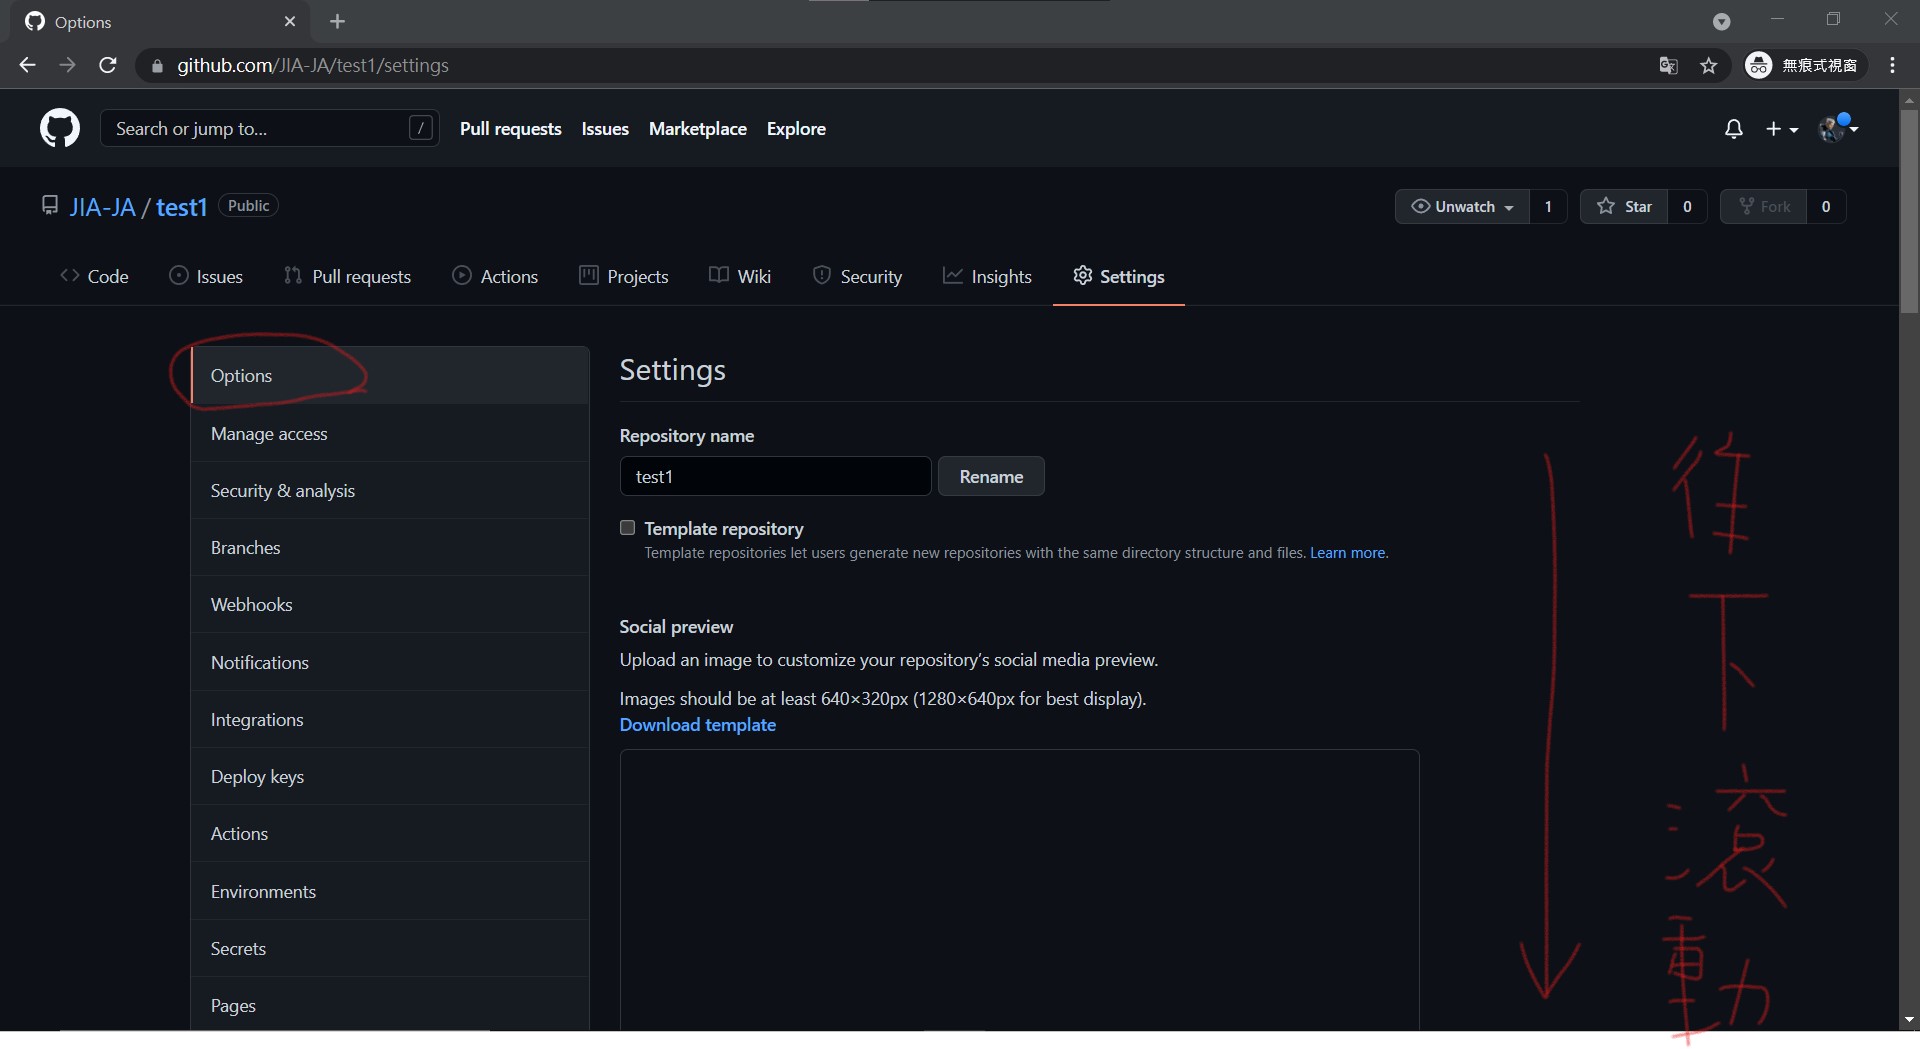 Options
github.com/JIA-JA/test1/settings
無痕式視窗
Search or jump to...
/
Pull requests
Issues
Marketplace
Explore
JIA-JA / test1
Public
Unwatch
1
Star
0
Fork
0
Code
Issues
Pull requests
Actions
Projects
Wiki
Security
Insights
Settings
Options
Manage access
Security & analysis
Branches
Webhooks
Notifications
Integrations
Deploy keys
Actions
Environments
Secrets
Pages
Settings
Repository name
test1
Rename
Template repository
Template repositories let users generate new repositories with the same directory structure and files. Learn more.
Social preview
Upload an image to customize your repository’s social media preview.
Images should be at least 640×320px (1280×640px for best display).
Download template
往下滾動